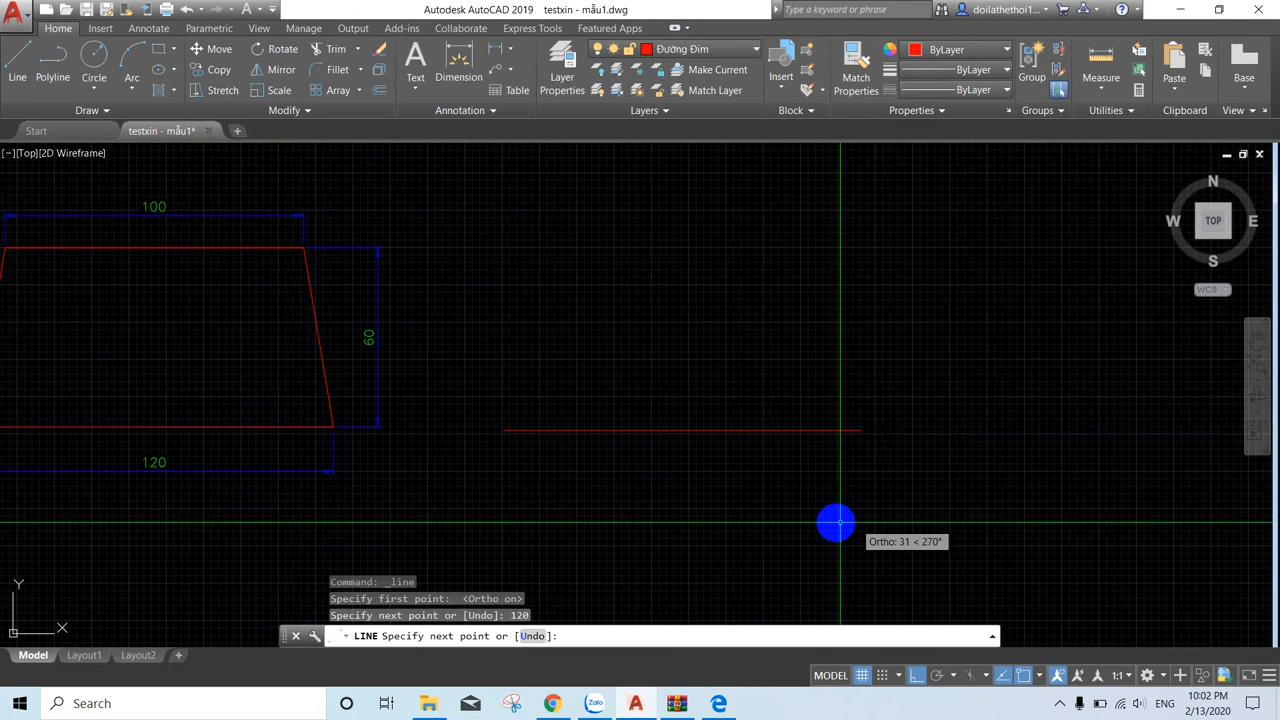 Autodesk AutoCAD 2019 testxin - mẫu1.dwg
Type a keyword or phrase
doilathethoi1...
Home Insert Annotate Parametric View Manage Output Add-ins Collaborate Express Tools Featured Apps
Line Polyline Circle Arc
Move Rotate Trim
Copy Mirror Fillet
Stretch Scale Array
Text Dimension Table
Layer Properties
Đường Đim
Make Current
Match Layer
Insert
Match Properties
ByLayer
ByLayer
ByLayer
Group Measure Paste Base
Draw Modify Annotation Layers Block Properties Groups Utilities Clipboard View
Start testxin - mẫu1*
[−][Top][2D Wireframe]
N
W TOP E
S
WCS
100
60
120
Ortho: 31 < 270°
Y
X
Command: _line
Specify first point: <Ortho on>
Specify next point or [Undo]: 120
LINE Specify next point or [Undo]:
Model Layout1 Layout2
MODEL 1:1
Search
Zalo
A
ENG
10:02 PM
2/13/2020